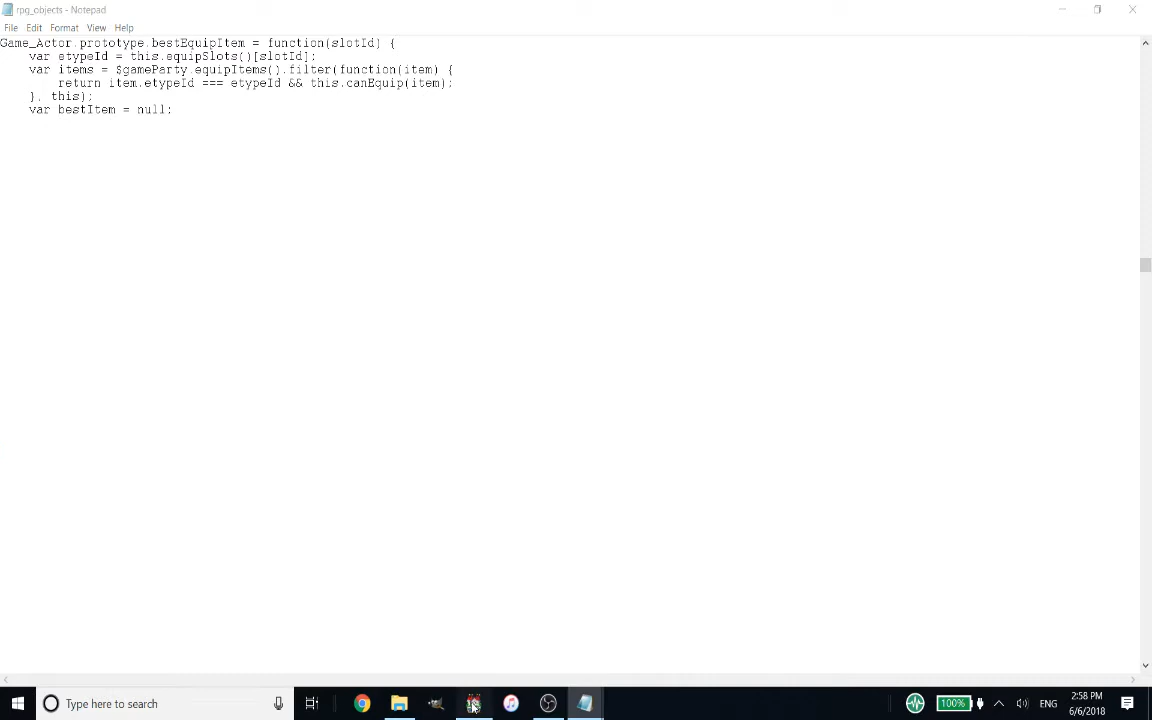 rpg_objects - Notepad
File Edit Format View Help
Game_Actor.prototype.bestEquipItem = function(slotId) {
    var etypeId = this.equipSlots()[slotId];
    var items = $gameParty.equipItems().filter(function(item) {
        return item.etypeId === etypeId && this.canEquip(item);
    }, this);
    var bestItem = null;
Type here to search
100%
ENG
2:58 PM
6/6/2018